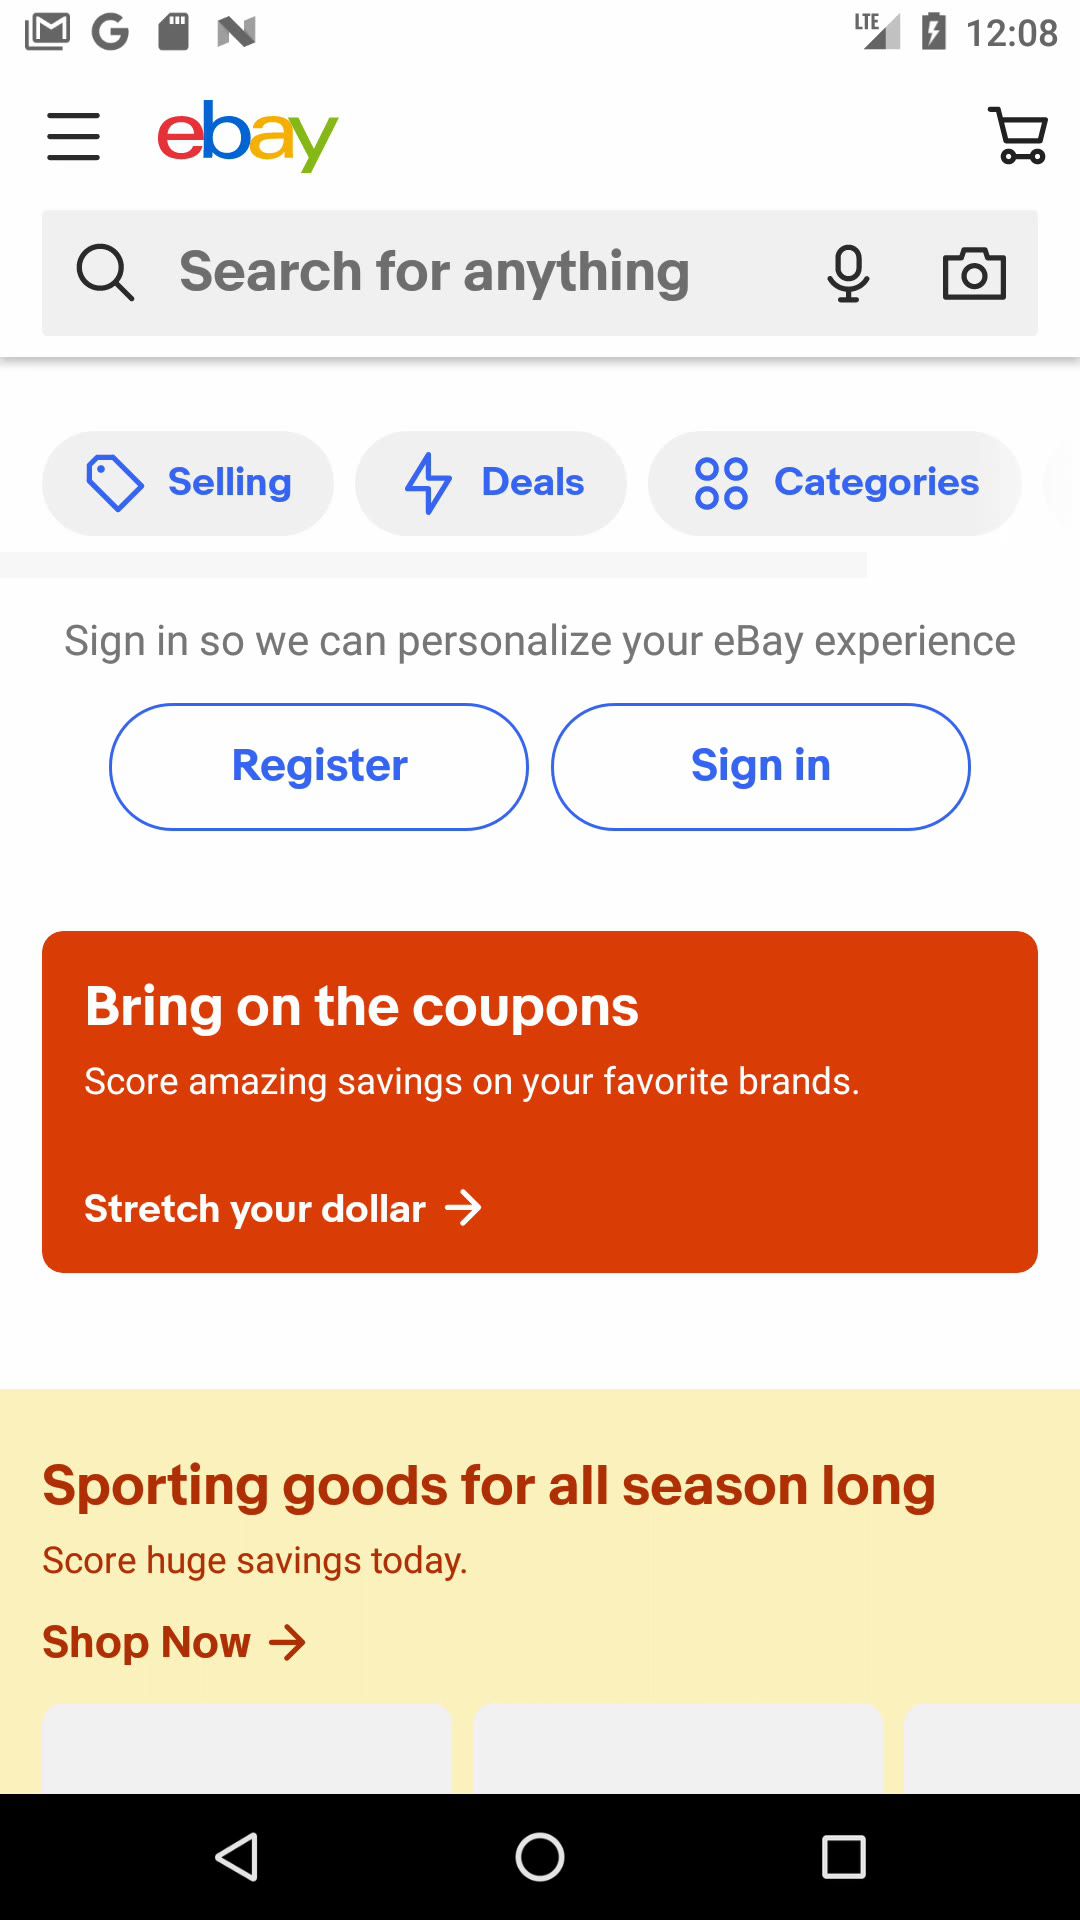 LTE 12:08
ebay
Search for anything
Selling Deals Categories
Sign in so we can personalize your eBay experience
Register Sign in
Bring on the coupons
Score amazing savings on your favorite brands.
Stretch your dollar
Sporting goods for all season long
Score huge savings today.
Shop Now